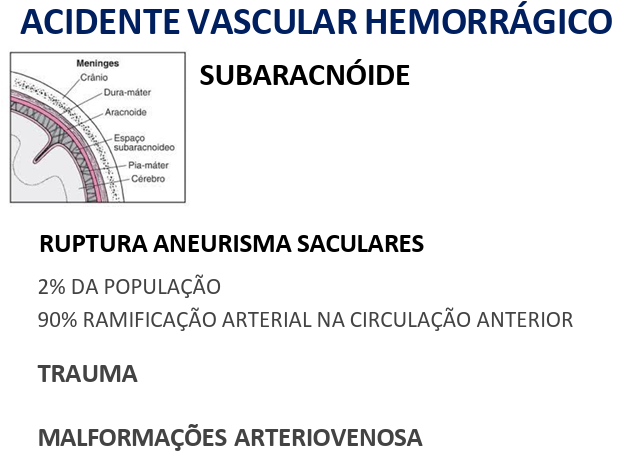 ACIDENTE VASCULAR HEMORRÁGICO
SUBARACNÓIDE
Meninges
Crânio
Dura-máter
Aracnoide
Espaço
subaracnoideo
Pia-máter
Cérebro
RUPTURA ANEURISMA SACULARES
2% DA POPULAÇÃO
90% RAMIFICAÇÃO ARTERIAL NA CIRCULAÇÃO ANTERIOR
TRAUMA
MALFORMAÇÕES ARTERIOVENOSA